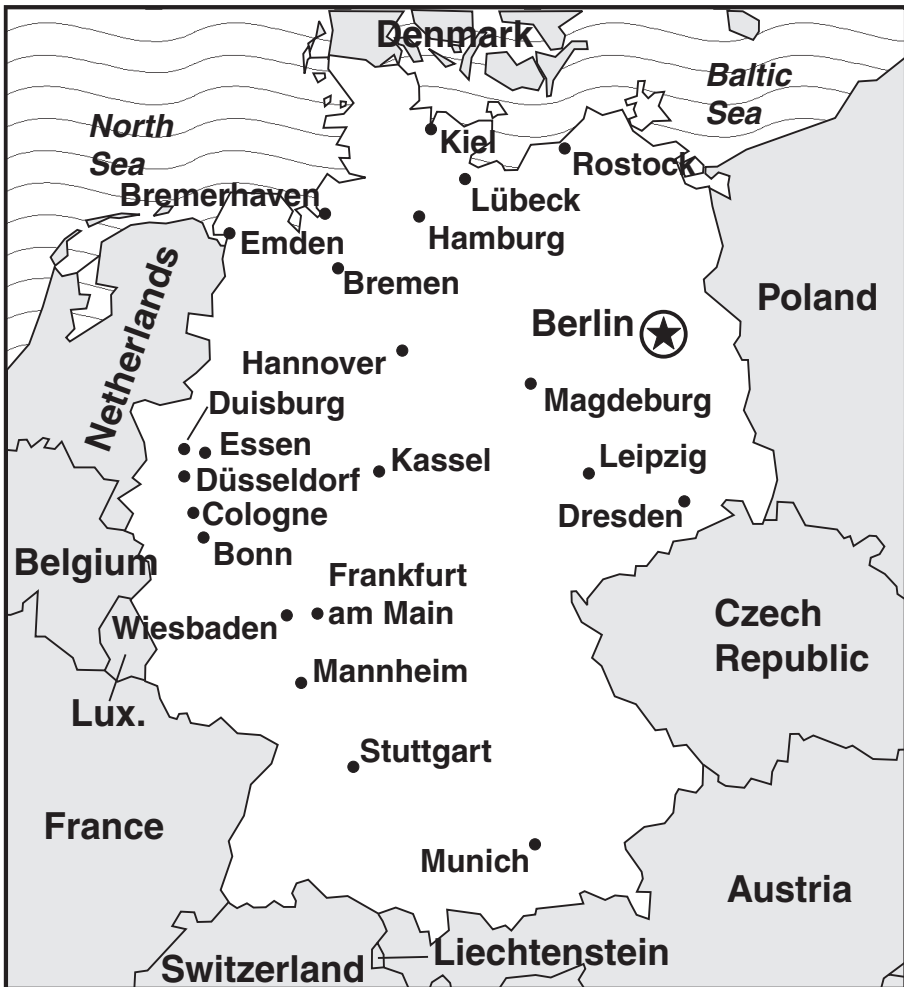 Denmark
Baltic
Sea
North
Sea
Kiel
Rostock
Bremerhaven
Lübeck
Emden
Hamburg
Bremen
Netherlands
Poland
Berlin
Hannover
Magdeburg
Duisburg
Essen
Kassel
Leipzig
Düsseldorf
Cologne
Dresden
Bonn
Belgium
Frankfurt
am Main
Wiesbaden
Czech
Republic
Mannheim
Lux.
Stuttgart
France
Munich
Austria
Liechtenstein
Switzerland